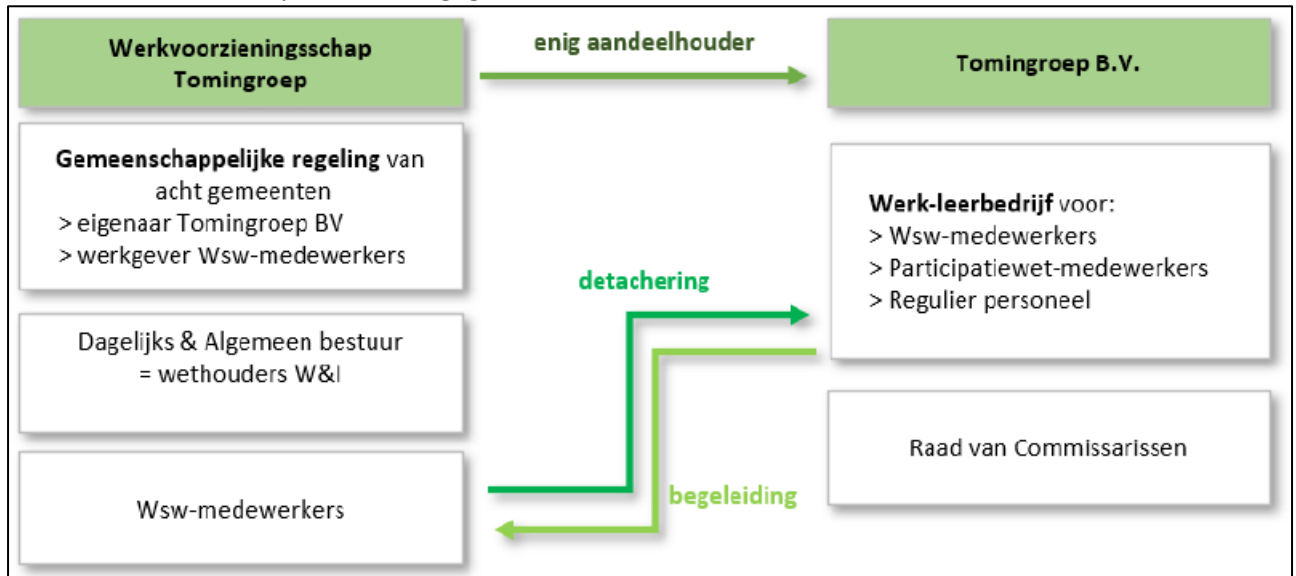 Werkvoorzieningsschap
Tomingroep
enig aandeelhouder
Tomingroep B.V.
Gemeenschappelijke regeling van
acht gemeenten
> eigenaar Tomingroep BV
> werkgever Wsw-medewerkers
Dagelijks & Algemeen bestuur
= wethouders W&I
Wsw-medewerkers
detachering
begeleiding
Werk-leerbedrijf voor:
> Wsw-medewerkers
> Participatiewet-medewerkers
> Regulier personeel
Raad van Commissarissen